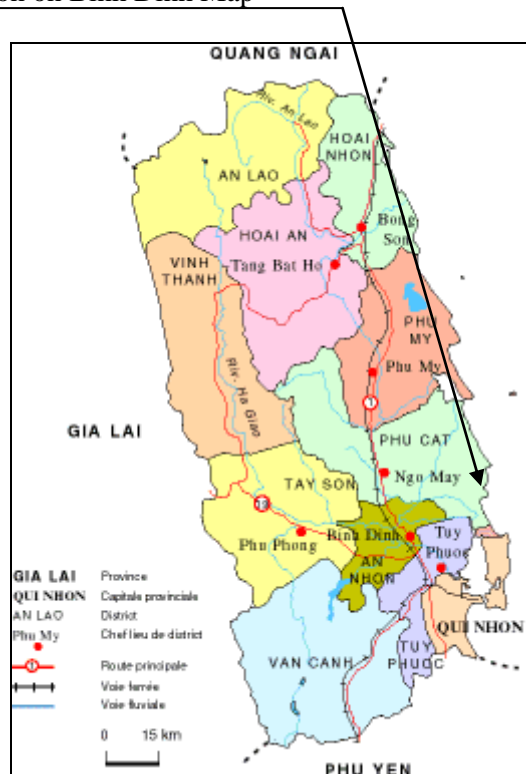 on on Binh Dinh Map
QUANG NGAI
Riv. An Lao
HOAI
NHON
AN LAO
HOAI AN
Bong
Son
VINH
THANH
Tang Bat Ho
PHU
MY
Phu My
Riv. Ha Giao
1
GIA LAI
PHU CAT
Ngo May
TAY SON
19
Binh Dinh
Tuy
Phuoc
Phu Phong
AN
NHON
GIA LAI Province
QUI NHON Capitale provinciale
AN LAO District
Phu My Chef lieu de district
QUI NHON
1 Route principale
VAN CANH
TUY
PHUOC
Voie ferrée
Voie fluviale
0 15 km
PHU YEN